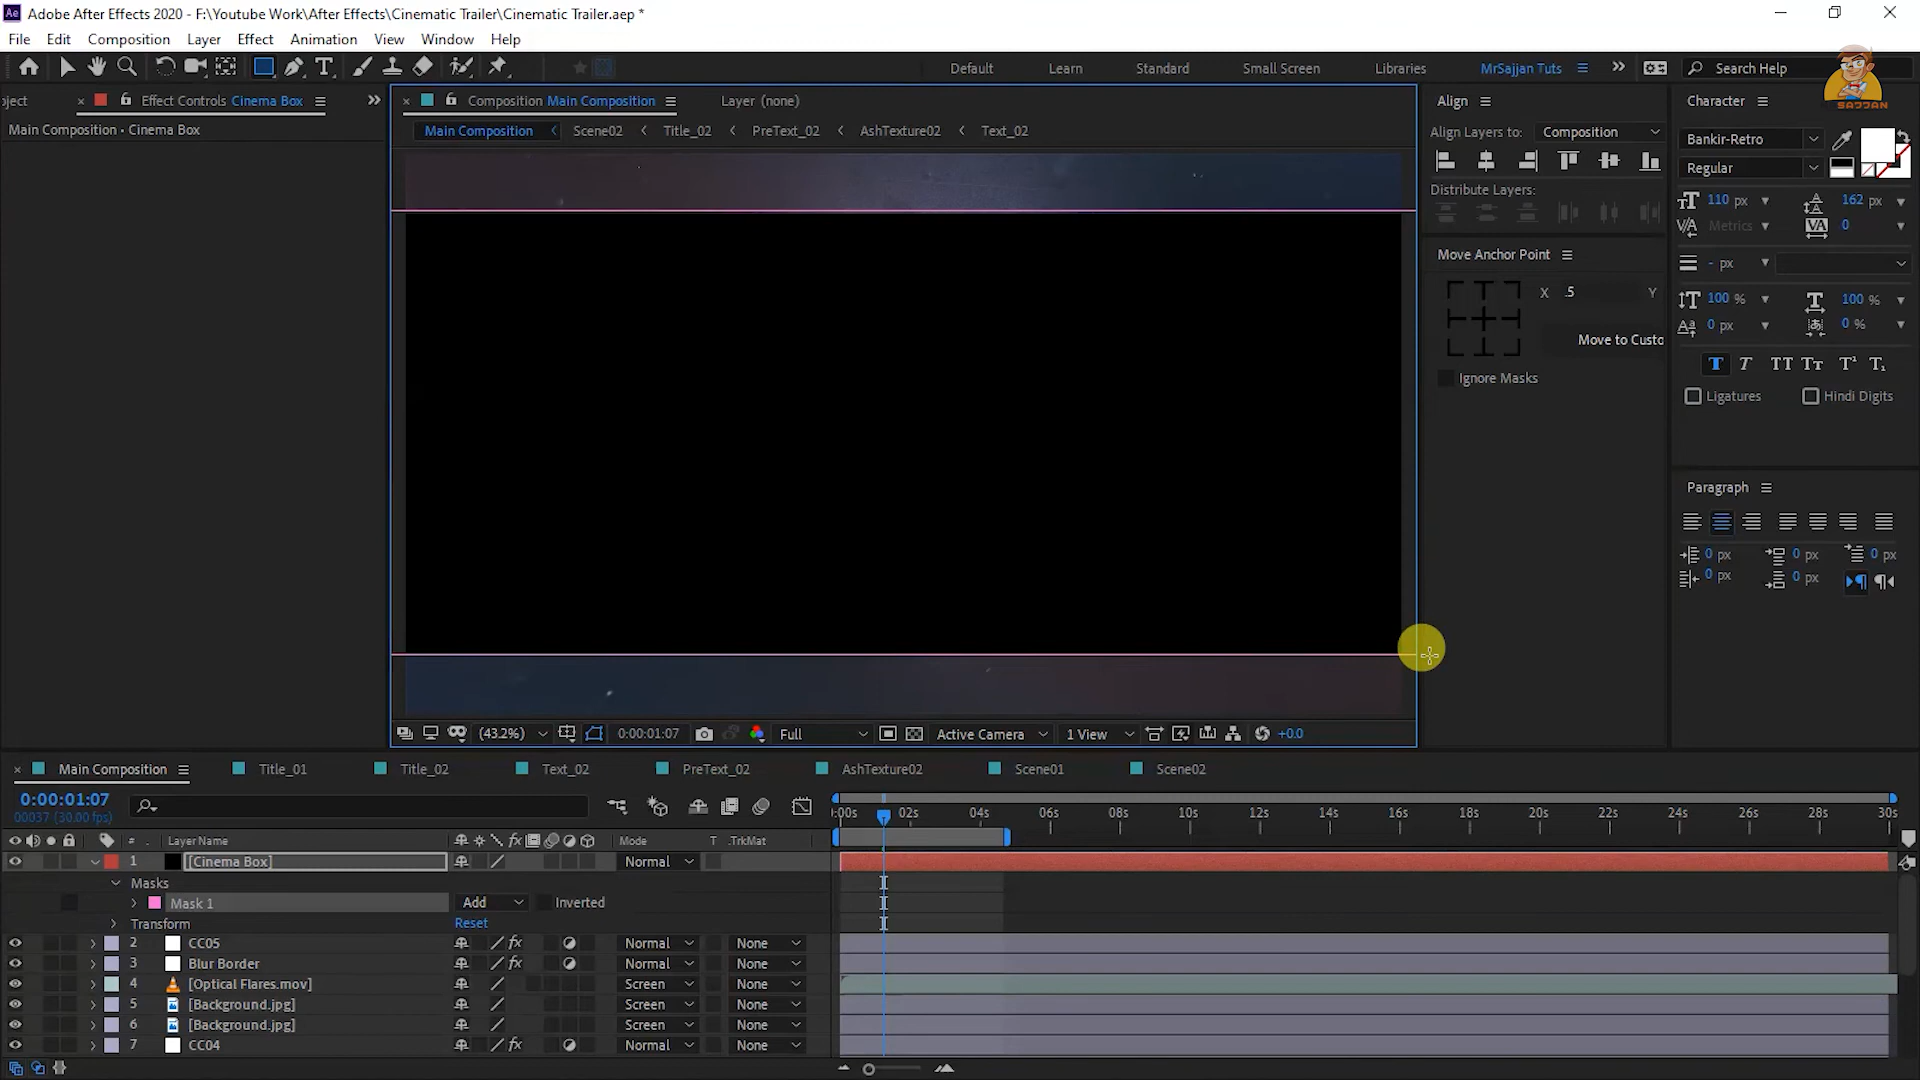 Adobe After Effects 2020 - F:\Youtube Work\After Effects\Cinematic Trailer\Cinematic Trailer.aep *
File Edit Composition Layer Effect Animation View Window Help
Default Learn Standard Small Screen Libraries MrSajjan Tuts Search Help
SAJJAN
oject Effect Controls Cinema Box
Composition Main Composition Layer (none)
Align
Character
Main Composition • Cinema Box
Main Composition Scene02 Title_02 PreText_02 AshTexture02 Text_02
Align Layers to: Composition
Bankir-Retro
Regular
Distribute Layers:
110 px 162 px
Metrics 0
Move Anchor Point
- px
X .5 Y
100 % 100 %
0 px 0 %
Move to Custo
Ignore Masks
Ligatures Hindi Digits
Paragraph
0 px 0 px 0 px
0 px 0 px
(43.2%) 0:00:01:07 Full Active Camera 1 View +0.0
Main Composition Title_01 Title_02 Text_02 PreText_02 AshTexture02 Scene01 Scene02
0:00:01:07
00037 (30.00 fps)
:00s 02s 04s 06s 08s 10s 12s 14s 16s 18s 20s 22s 24s 26s 28s 30s
# Layer Name Mode T .TrkMat
1 [Cinema Box] Normal
Masks
Mask 1 Add Inverted
Transform Reset
2 CC05 Normal None
3 Blur Border Normal None
4 [Optical Flares.mov] Screen None
5 [Background.jpg] Screen None
6 [Background.jpg] Screen None
7 CC04 Normal None